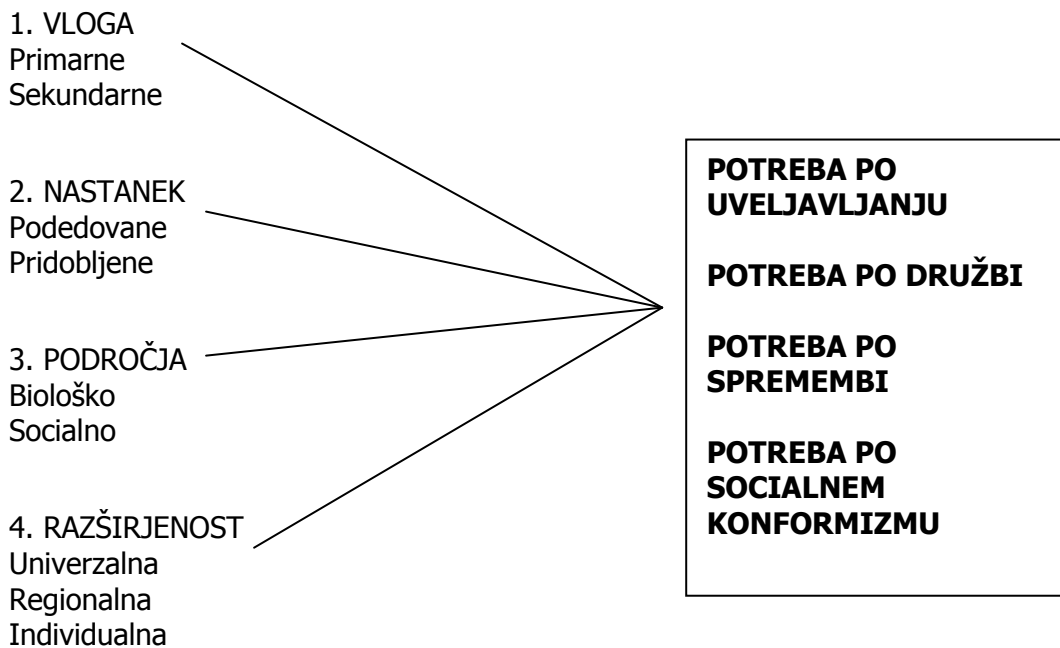 1. VLOGA
Primarne
Sekundarne
2. NASTANEK
Podedovane
Pridobljene
3. PODROČJA
Biološko
Socialno
4. RAZŠIRJENOST
Univerzalna
Regionalna
Individualna
POTREBA PO
UVELJAVLJANJU
POTREBA PO DRUŽBI
POTREBA PO
SPREMEMBI
POTREBA PO
SOCIALNEM
KONFORMIZMU